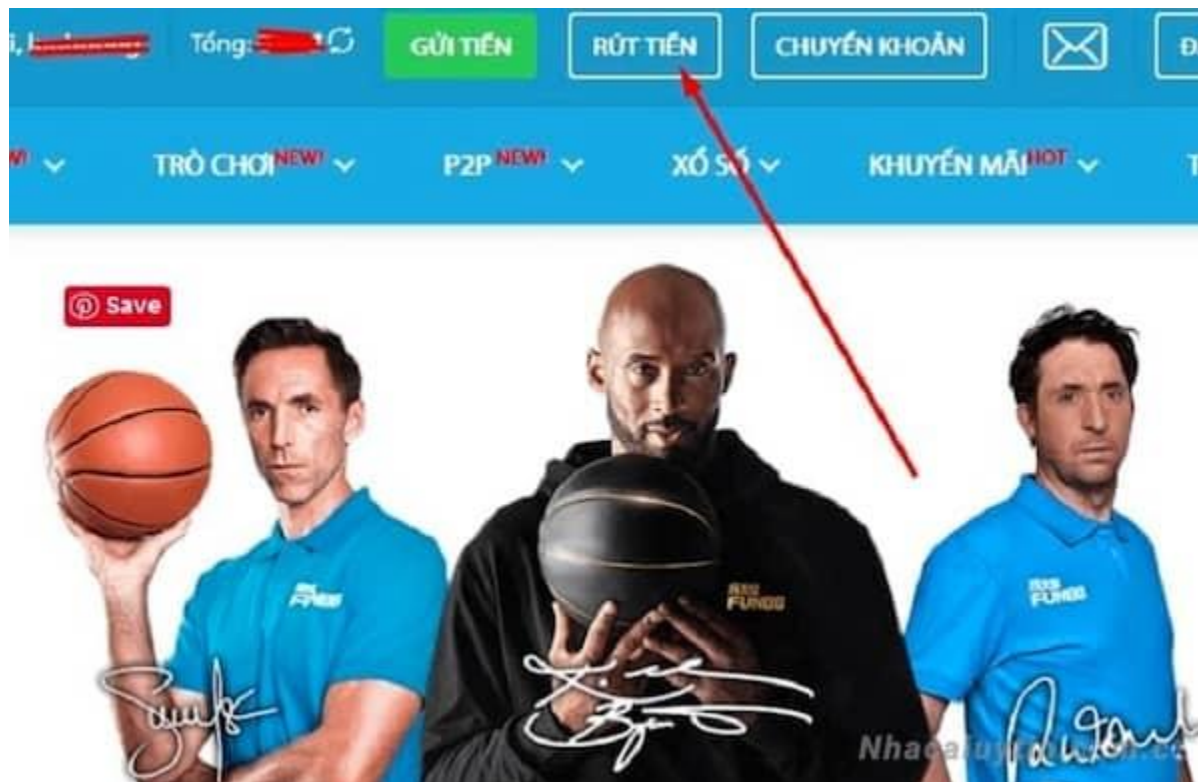 Tổng:
GỬI TIỀN
RÚT TIỀN
CHUYỂN KHOẢN
TRÒ CHƠI NEW!
P2P NEW!
XỔ SỐ
KHUYẾN MÃI HOT
Save
FUN88
FUN88